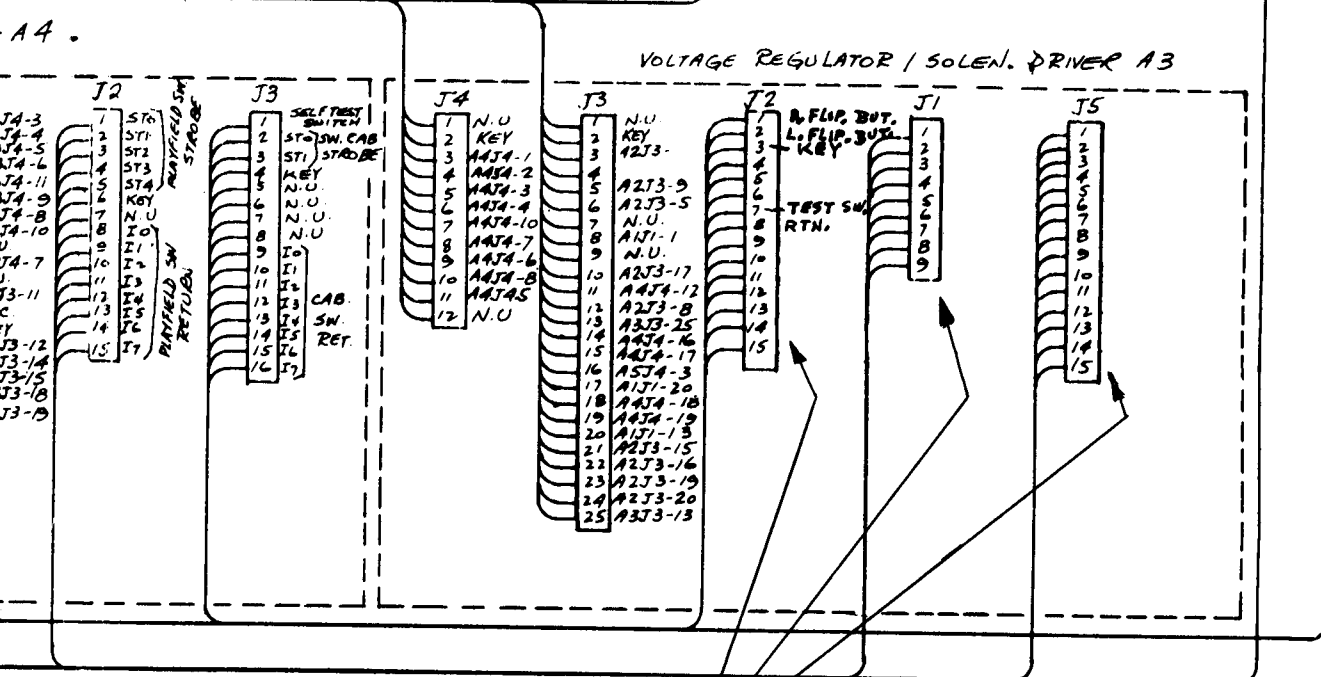 -A4.
VOLTAGE REGULATOR / SOLEN. DRIVER A3
J4-3
J4-4
J4-5
J4-6
J4-11
J4-9
J4-8
J4-10
J4-7
J3-11
J3-12
J3-14
J3-15
J3-18
J3-19
J2
1 ST0
2 ST1
3 ST2
4 ST3
5 ST4
6 KEY
7 N.U
8 I0
9 I1
10 I2
11 I3
12 I4
13 I5
14 I6
15 I7
PLAYFIELD SW.
STROBE
PLAYFIELD SW
RETURN
J3
1 SELF TEST
SWITCH
2 ST0 SW. CAB
3 ST1 STROBE
4 KEY
5 N.U.
6 N.U.
7 N.U.
8 N.U
9 I0
10 I1
11 I2
12 I3
13 I4
14 I5
15 I6
16 I7
CAB.
SW.
RET.
J4
1 N.U
2 KEY
3 A4J4-1
4 A4J4-2
5 A4J4-3
6 A4J4-4
7 A4J4-10
8 A4J4-7
9 A4J4-6
10 A4J4-8
11 A4J45
12 N.U
J3
1 N.U.
2 KEY
3 A2J3-
4
5 A2J3-9
6 A2J3-5
7 N.U.
8 A1J1-1
9 N.U.
10 A2J3-17
11 A4J4-12
12 A2J3-8
13 A3J3-25
14 A4J4-16
15 A4J4-17
16 A5J4-3
17 A1J1-20
18 A4J4-18
19 A4J4-19
20 A1J1-13
21 A2J3-15
22 A2J3-16
23 A2J3-19
24 A2J3-20
25 A3J3-13
J2
1 R. FLIP. BUT.
2 L. FLIP. BUT.
3 - KEY
4
5
6
7 - TEST SW.
8 RTN.
9
10
11
12
13
14
15
J1
1
2
3
4
5
6
7
8
9
J5
1
2
3
4
5
6
7
8
9
10
11
12
13
14
15